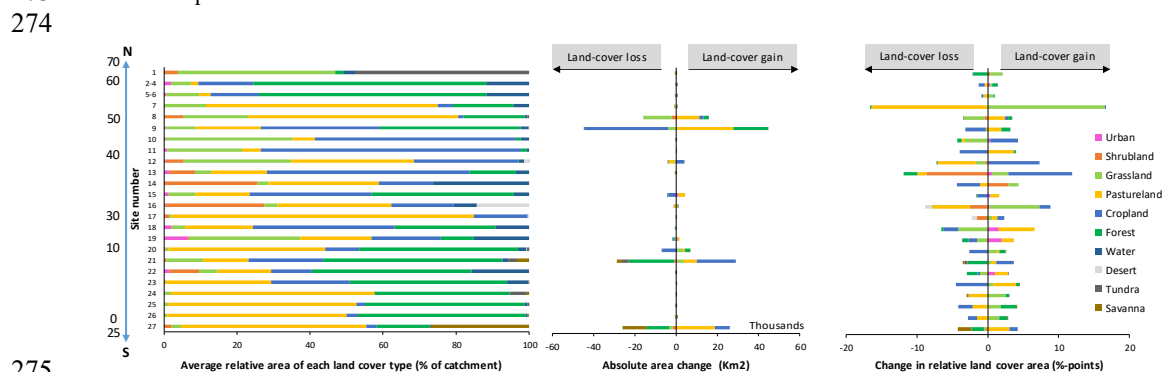 274
N
70
60
50
40
30
10
0
25
S
Site number
1
2-4
5-6
7
8
9
10
11
12
13
14
15
16
17
18
19
20
21
22
23
24
25
26
27
0 20 40 60 80 100
Average relative area of each land cover type (% of catchment)
Land-cover loss Land-cover gain
Thousands
-60 -40 -20 0 20 40 60
Absolute area change (Km2)
Land-cover loss Land-cover gain
-20 -10 0 10 20
Change in relative land cover area (%-points)
Urban
Shrubland
Grassland
Pastureland
Cropland
Forest
Water
Desert
Tundra
Savanna
275